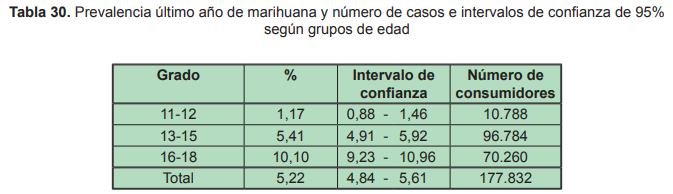 Tabla 30. Prevalencia último año de marihuana y número de casos e intervalos de confianza de 95%
según grupos de edad
Grado % Intervalo de confianza Número de consumidores
11-12 1,17 0,88 - 1,46 10.788
13-15 5,41 4,91 - 5,92 96.784
16-18 10,10 9,23 - 10,96 70.260
Total 5,22 4,84 - 5,61 177.832